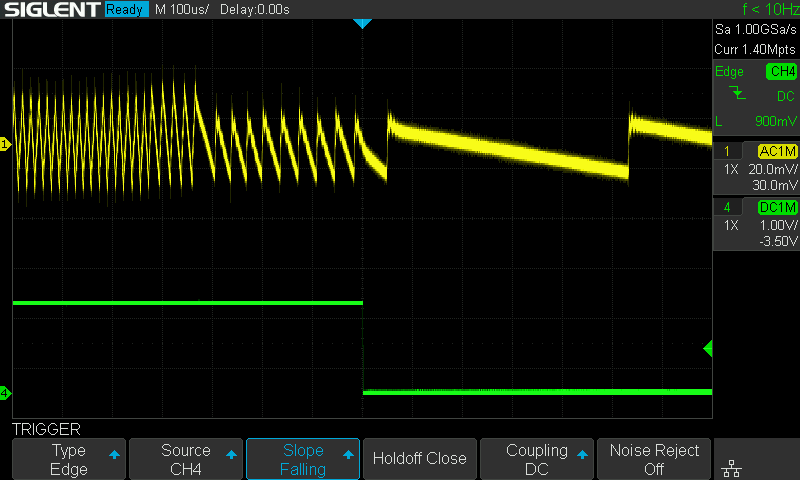 SIGLENT Ready M 100us/ Delay:0.00s f < 10Hz
Sa 1.00GSa/s
Curr 1.40Mpts
Edge CH4
DC
L 900mV
1 AC1M
1X 20.0mV/
30.0mV
4 DC1M
1X 1.00V/
-3.50V
1
4
TRIGGER
Type
Edge
Source
CH4
Slope
Falling
Holdoff Close
Coupling
DC
Noise Reject
Off